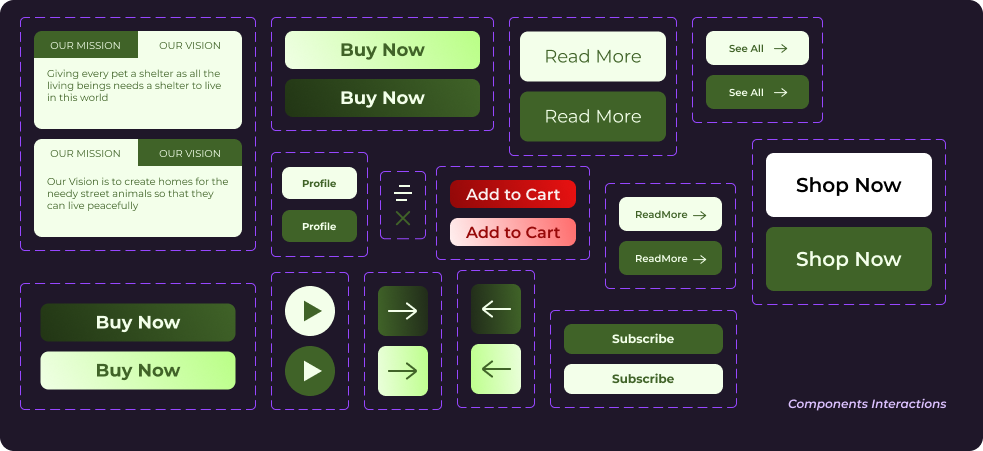 OUR MISSION OUR VISION
Giving every pet a shelter as all the
living beings needs a shelter to live
in this world
OUR MISSION OUR VISION
Our Vision is to create homes for the
needy street animals so that they
can live peacefully
Buy Now
Buy Now
Read More
Read More
See All
See All
Profile
Profile
Add to Cart
Add to Cart
ReadMore
ReadMore
Shop Now
Shop Now
Buy Now
Buy Now
Subscribe
Subscribe
Components Interactions